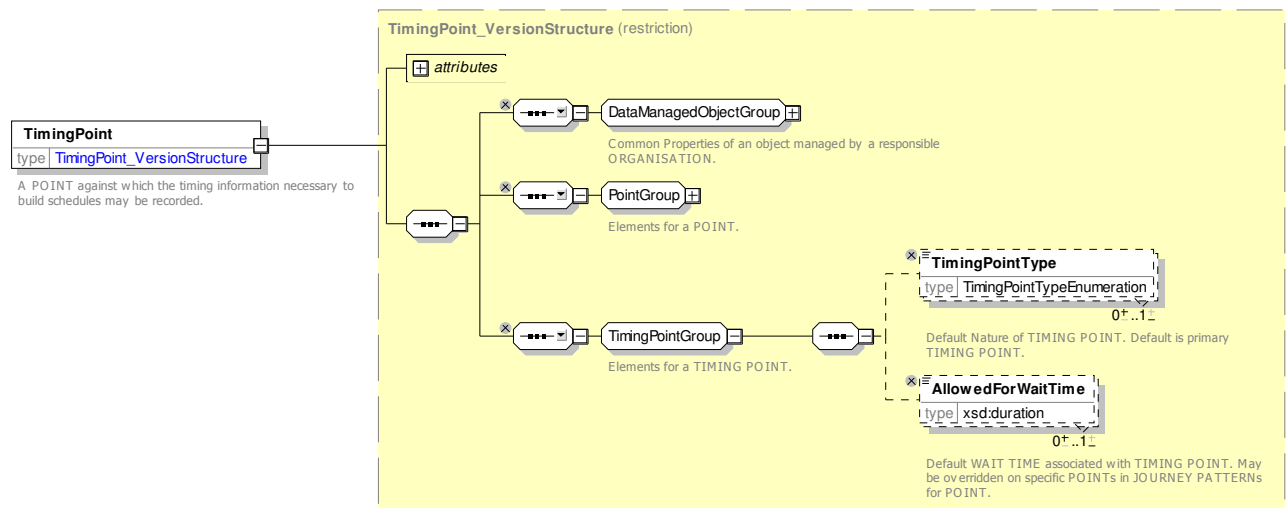 TimingPoint_VersionStructure (restriction)
attributes
DataManagedObjectGroup
Common Properties of an object managed by a responsible
ORGANISATION.
TimingPoint
type TimingPoint_VersionStructure
A POINT against which the timing information necessary to
build schedules may be recorded.
PointGroup
Elements for a POINT.
TimingPointType
type TimingPointTypeEnumeration
0..1
Default Nature of TIMING POINT. Default is primary
TIMING POINT.
TimingPointGroup
Elements for a TIMING POINT.
AllowedForWaitTime
type xsd:duration
0..1
Default WAIT TIME associated with TIMING POINT. May
be overridden on specific POINTs in JOURNEY PATTERNs
for POINT.